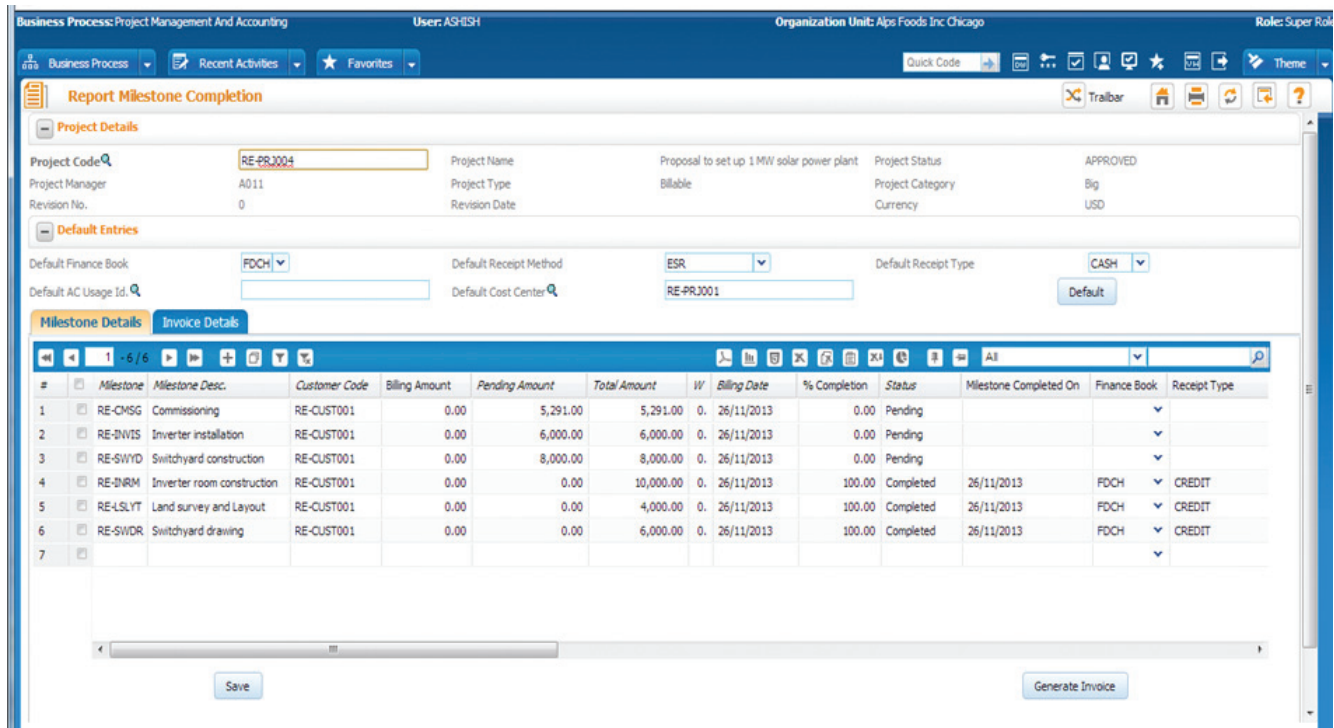 Business Process: Project Management And Accounting User: ASHISH Organization Unit: Alps Foods Inc Chicago Role: Super Role
Business Process Recent Activities Favorites Quick Code Theme
Report Milestone Completion Tralbar
Project Details
Project Code RE-PRJ004 Project Name Proposal to set up 1 MW solar power plant Project Status APPROVED
Project Manager A011 Project Type Billable Project Category Big
Revision No. 0 Revision Date Currency USD
Default Entries
Default Finance Book FDCH Default Receipt Method ESR Default Receipt Type CASH
Default AC Usage Id. Default Cost Center RE-PRJ001 Default
Milestone Details Invoice Details
1 - 6 / 6 All
# Milestone Milestone Desc. Customer Code Billing Amount Pending Amount Total Amount W Billing Date % Completion Status Milestone Completed On Finance Book Receipt Type
1 RE-CMSG Commissioning RE-CUST001 0.00 5,291.00 5,291.00 0. 26/11/2013 0.00 Pending
2 RE-INVIS Inverter installation RE-CUST001 0.00 6,000.00 6,000.00 0. 26/11/2013 0.00 Pending
3 RE-SWYD Switchyard construction RE-CUST001 0.00 8,000.00 8,000.00 0. 26/11/2013 0.00 Pending
4 RE-INRM Inverter room construction RE-CUST001 0.00 0.00 10,000.00 0. 26/11/2013 100.00 Completed 26/11/2013 FDCH CREDIT
5 RE-LSLYT Land survey and Layout RE-CUST001 0.00 0.00 4,000.00 0. 26/11/2013 100.00 Completed 26/11/2013 FDCH CREDIT
6 RE-SWDR Switchyard drawing RE-CUST001 0.00 0.00 6,000.00 0. 26/11/2013 100.00 Completed 26/11/2013 FDCH CREDIT
7
Save Generate Invoice